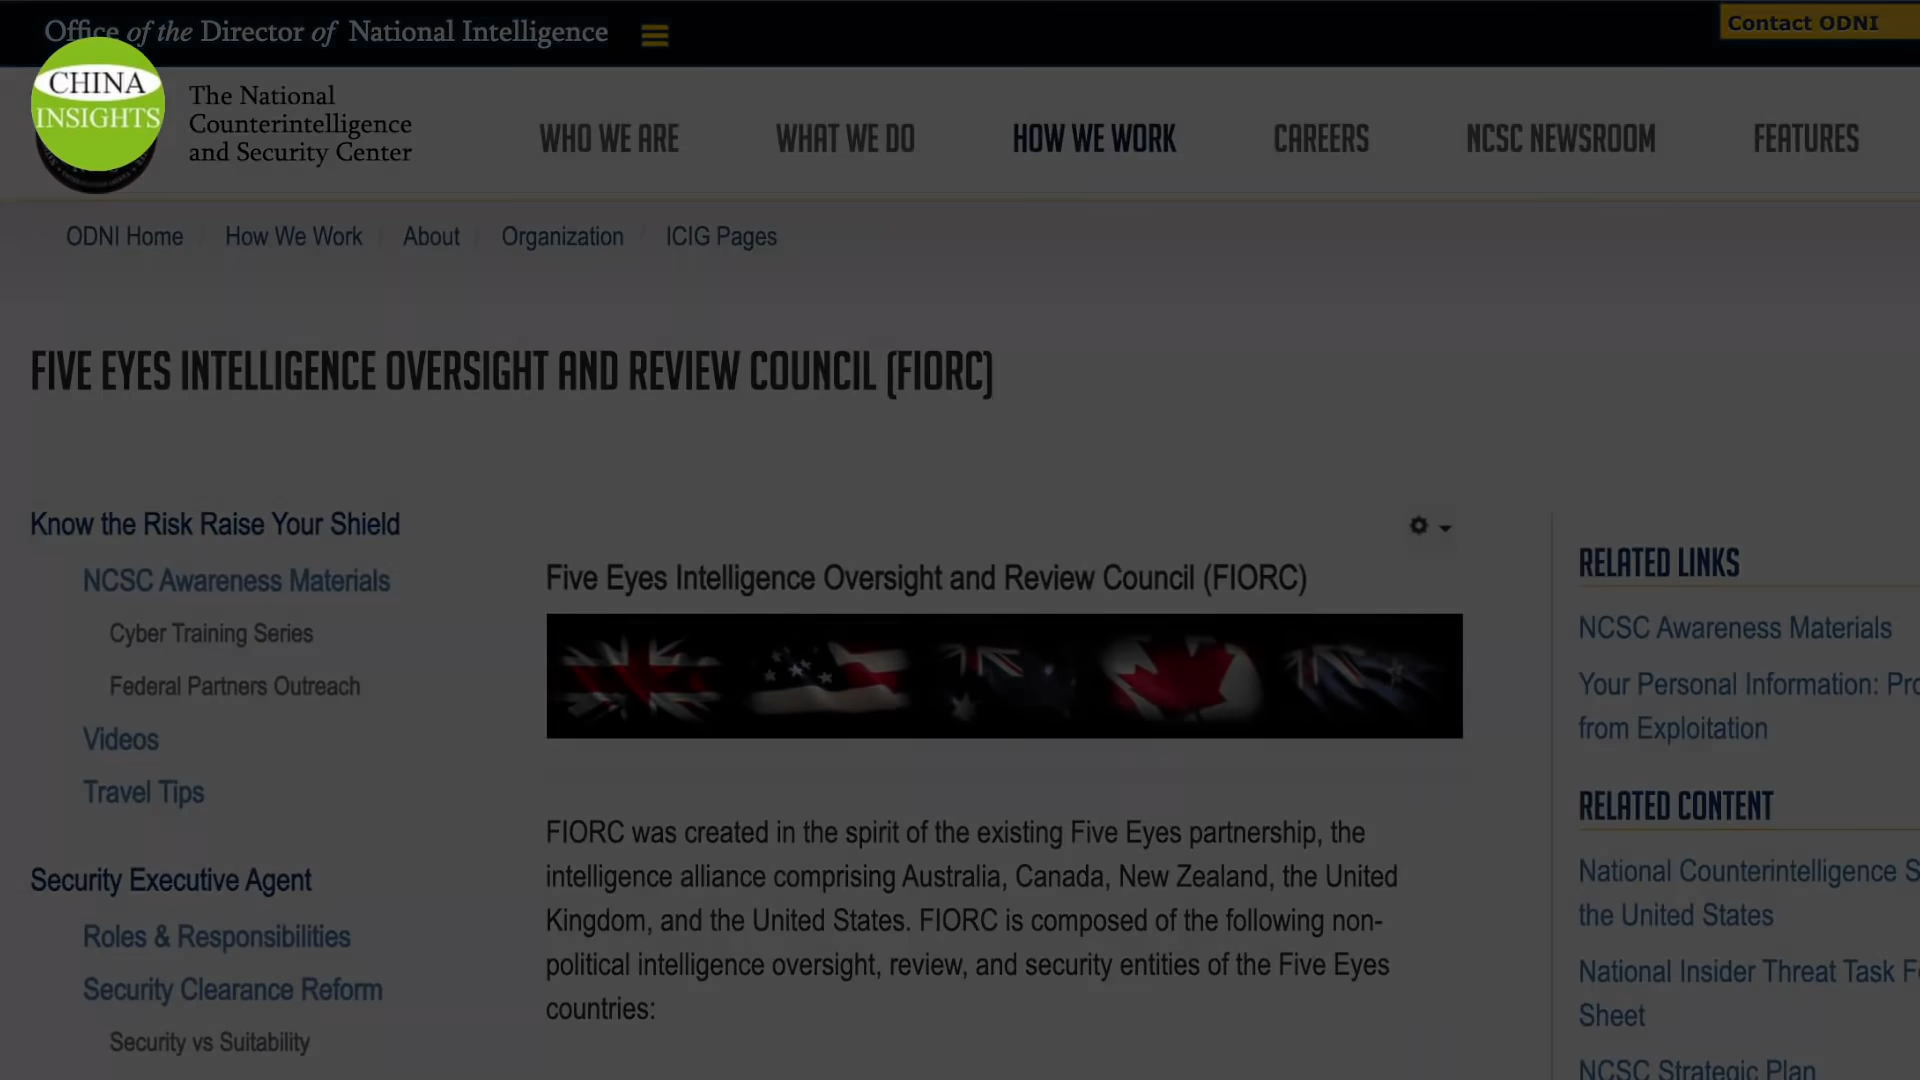 Office of the Director of National Intelligence
Contact ODNI
CHINA
INSIGHTS
The National
Counterintelligence
and Security Center
WHO WE ARE
WHAT WE DO
HOW WE WORK
CAREERS
NCSC NEWSROOM
FEATURES
ODNI Home / How We Work / About / Organization / ICIG Pages
FIVE EYES INTELLIGENCE OVERSIGHT AND REVIEW COUNCIL (FIORC)
Know the Risk Raise Your Shield
NCSC Awareness Materials
Cyber Training Series
Federal Partners Outreach
Videos
Travel Tips
Security Executive Agent
Roles & Responsibilities
Security Clearance Reform
Security vs Suitability
Five Eyes Intelligence Oversight and Review Council (FIORC)
FIORC was created in the spirit of the existing Five Eyes partnership, the
intelligence alliance comprising Australia, Canada, New Zealand, the United
Kingdom, and the United States. FIORC is composed of the following non-
political intelligence oversight, review, and security entities of the Five Eyes
countries:
RELATED LINKS
NCSC Awareness Materials
Your Personal Information: Pro
from Exploitation
RELATED CONTENT
National Counterintelligence S
the United States
National Insider Threat Task F
Sheet
NCSC Strategic Plan